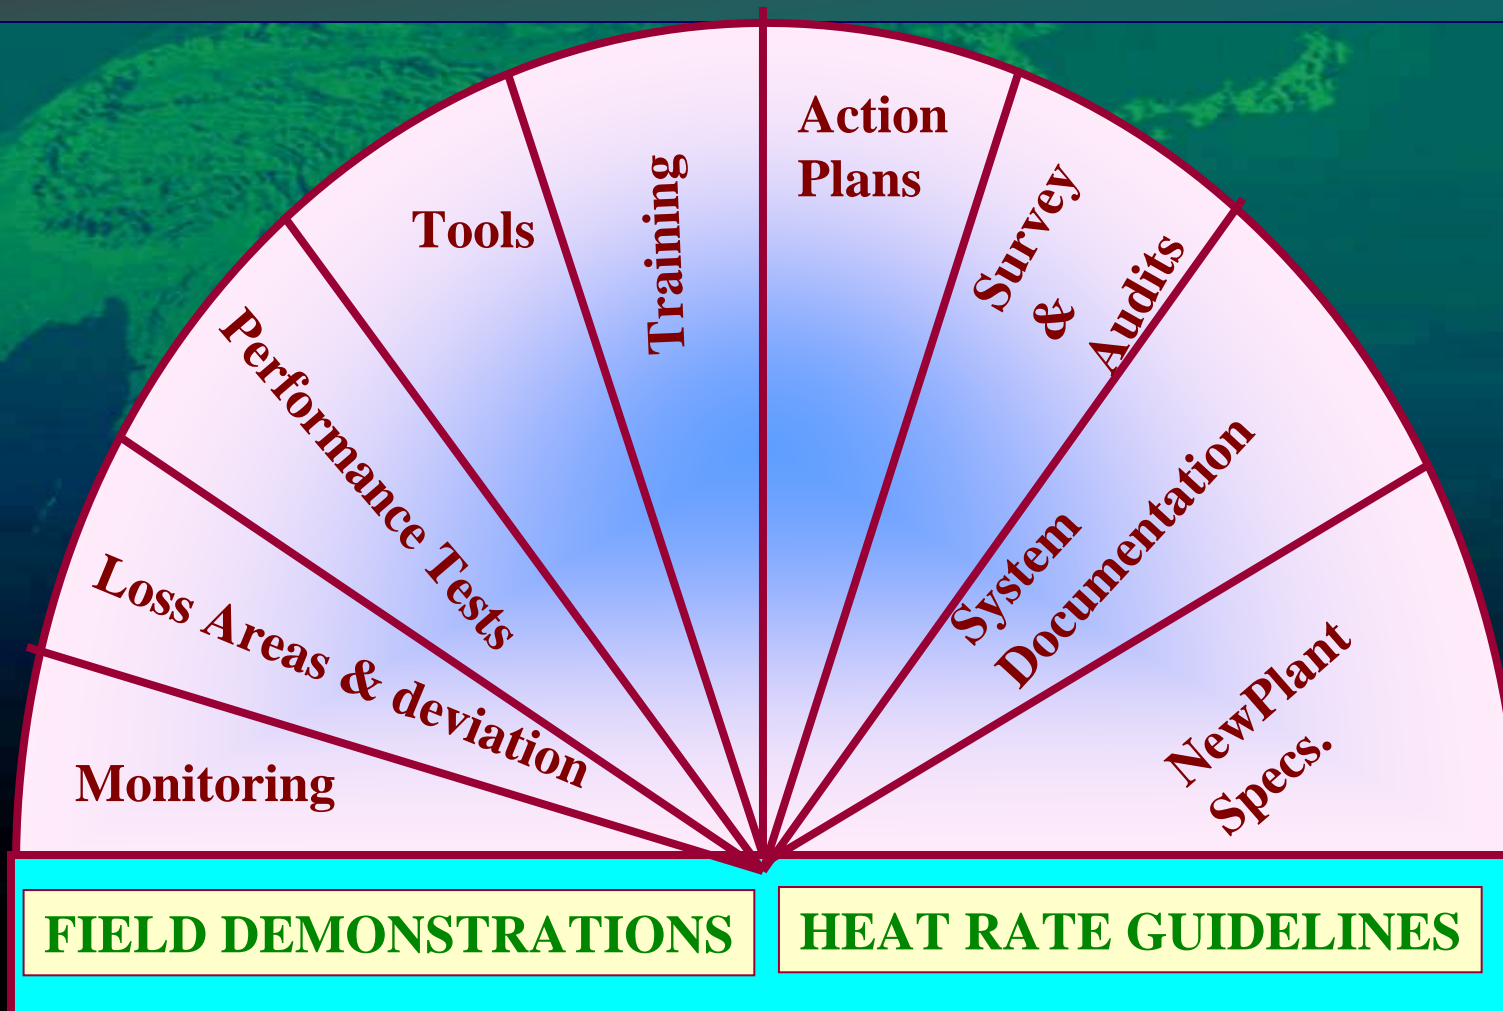 Monitoring
Loss Areas & deviation
Performance Tests
Tools
Training
Action
Plans
Survey
&
Audits
System
Documentation
NewPlant
Specs.
FIELD DEMONSTRATIONS
HEAT RATE GUIDELINES